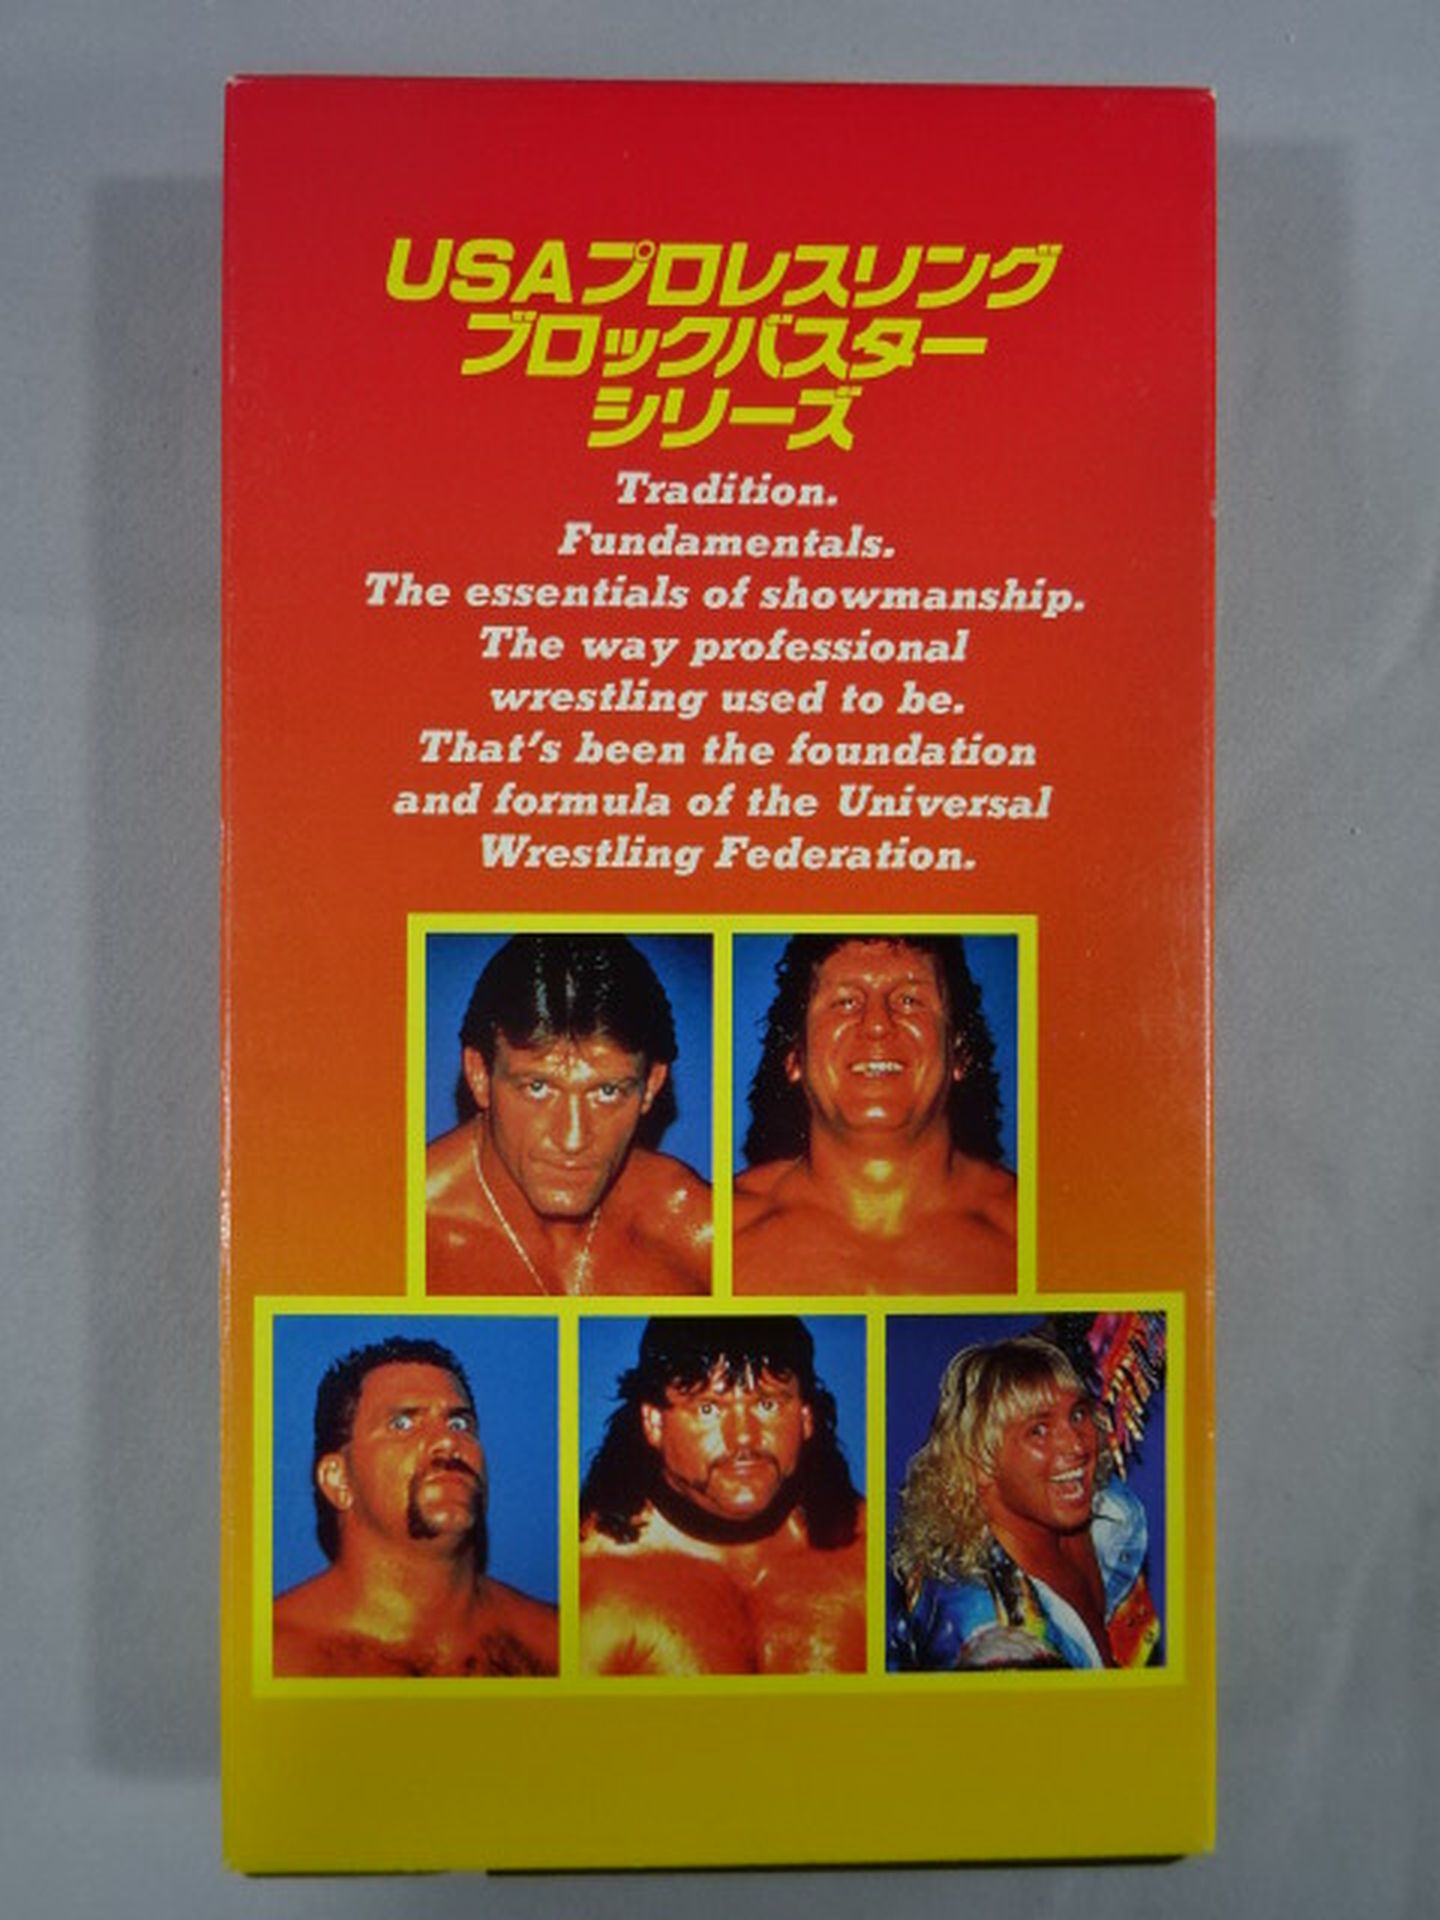 USAプロレスリング
ブロックバスター
シリーズ
Tradition.
Fundamentals.
The essentials of showmanship.
The way professional
wrestling used to be.
That's been the foundation
and formula of the Universal
Wrestling Federation.